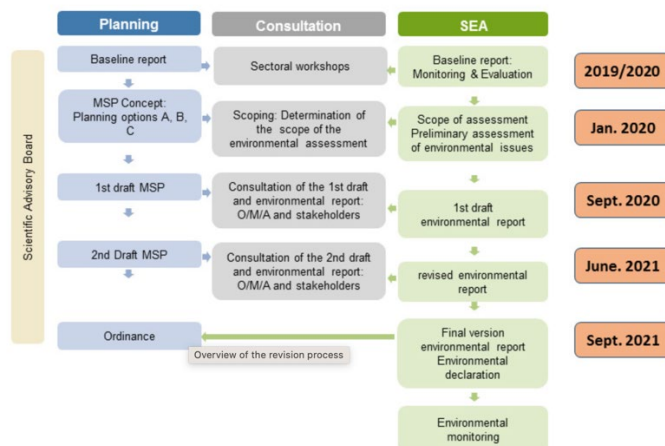 Planning
Consultation
SEA
Scientific Advisory Board
Baseline report
Sectoral workshops
Baseline report:
Monitoring & Evaluation
2019/2020
MSP Concept:
Planning options A, B,
C
Scoping: Determination of
the scope of the
environmental assessment
Scope of assessment
Preliminary assessment
of environmental issues
Jan. 2020
1st draft MSP
Consultation of the 1st draft
and environmental report:
O/M/A and stakeholders
1st draft
environmental report
Sept. 2020
2nd Draft MSP
Consultation of the 2nd draft
and environmental report:
O/M/A and stakeholders
revised environmental
report
June. 2021
Ordinance
Overview of the revision process
Final version
environmental report
Environmental
declaration
Sept. 2021
Environmental
monitoring